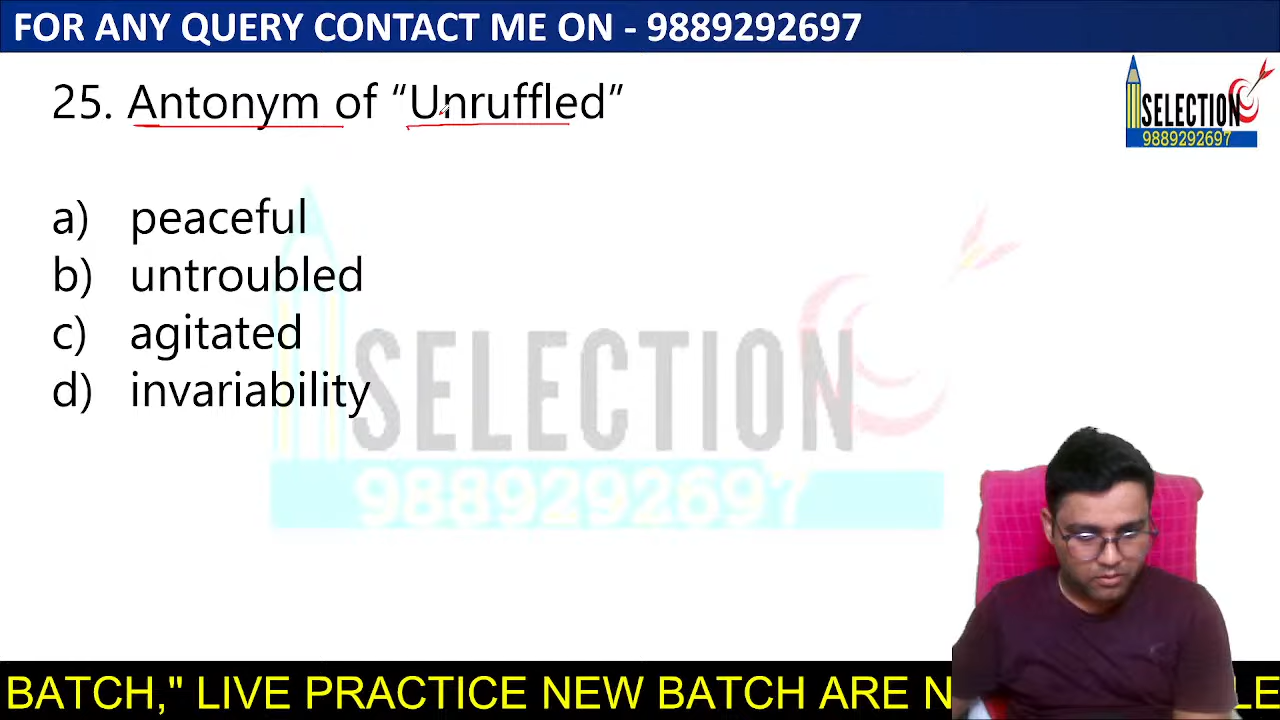 FOR ANY QUERY CONTACT ME ON - 9889292697
25. Antonym of “Unruffled”
SELECTION
9889292697
a) peaceful
b) untroubled
c) agitated
d) invariability
SELECTION
9889292697
BATCH," LIVE PRACTICE NEW BATCH ARE N
LE